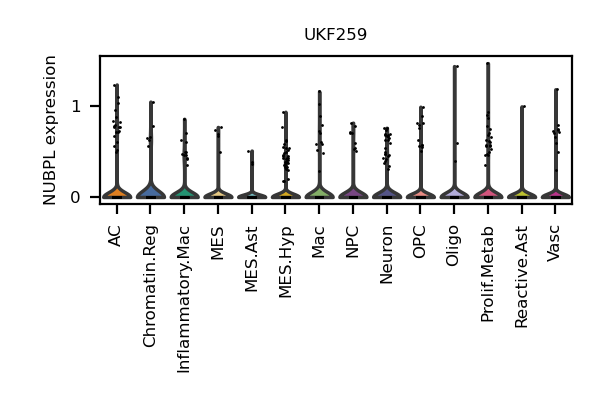 UKF259
NUBPL expression
1
0
AC
Chromatin.Reg
Inflammatory.Mac
MES
MES.Ast
MES.Hyp
Mac
NPC
Neuron
OPC
Oligo
Prolif.Metab
Reactive.Ast
Vasc